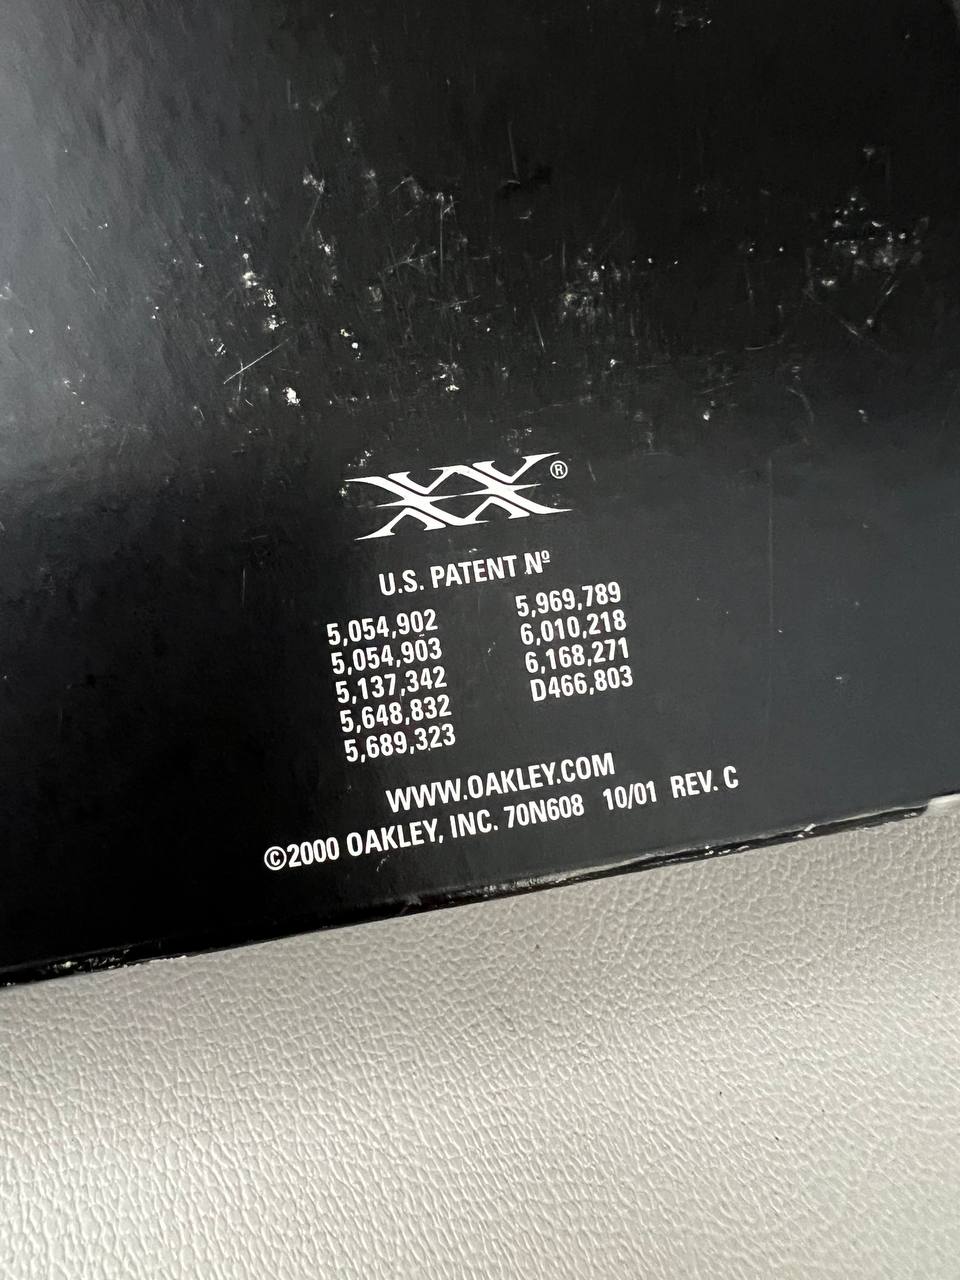 XX®
U.S. PATENT Nº
5,054,902
5,054,903
5,137,342
5,648,832
5,689,323
5,969,789
6,010,218
6,168,271
D466,803
WWW.OAKLEY.COM
©2000 OAKLEY, INC. 70N608 10/01 REV. C